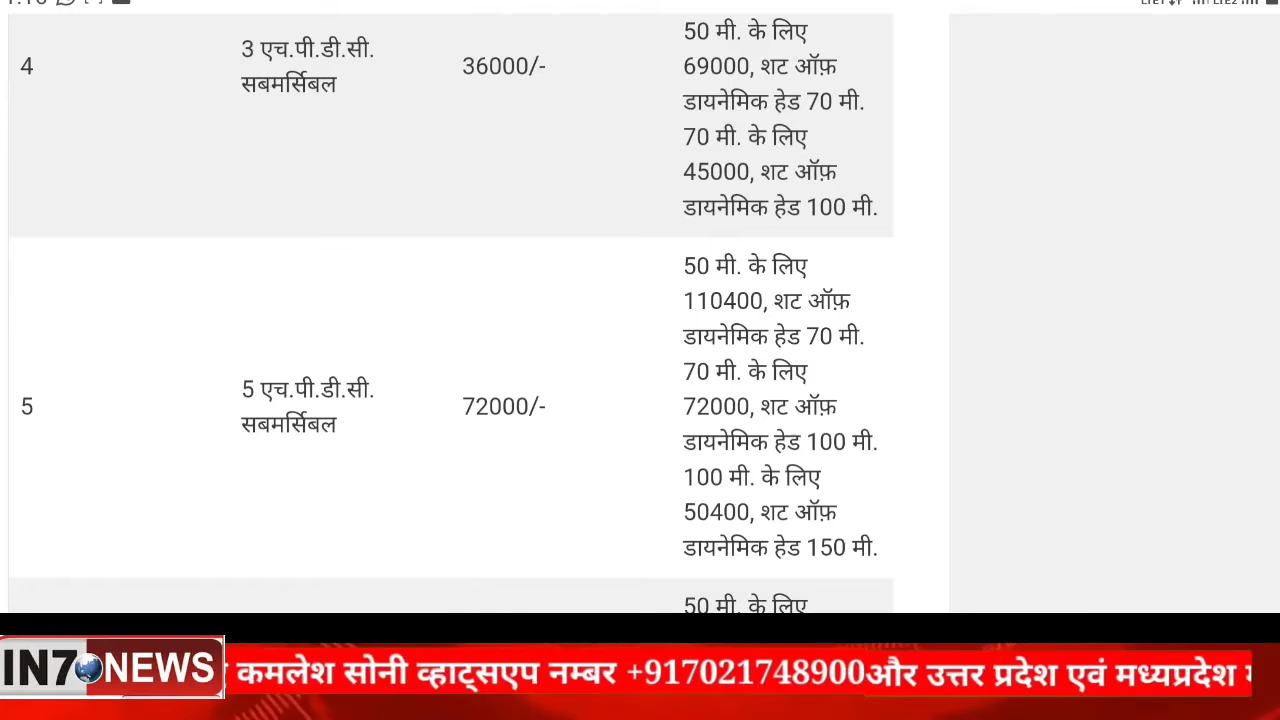 4
3 एच.पी.डी.सी.
सबमर्सिबल
36000/-
50 मी. के लिए
69000, शट ऑफ़
डायनेमिक हेड 70 मी.
70 मी. के लिए
45000, शट ऑफ़
डायनेमिक हेड 100 मी.
5
5 एच.पी.डी.सी.
सबमर्सिबल
72000/-
50 मी. के लिए
110400, शट ऑफ़
डायनेमिक हेड 70 मी.
70 मी. के लिए
72000, शट ऑफ़
डायनेमिक हेड 100 मी.
100 मी. के लिए
50400, शट ऑफ़
डायनेमिक हेड 150 मी.
50 मी. के लिए
IN7 NEWS
कमलेश सोनी व्हाट्सएप नम्बर +917021748900और उत्तर प्रदेश एवं मध्यप्रदेश